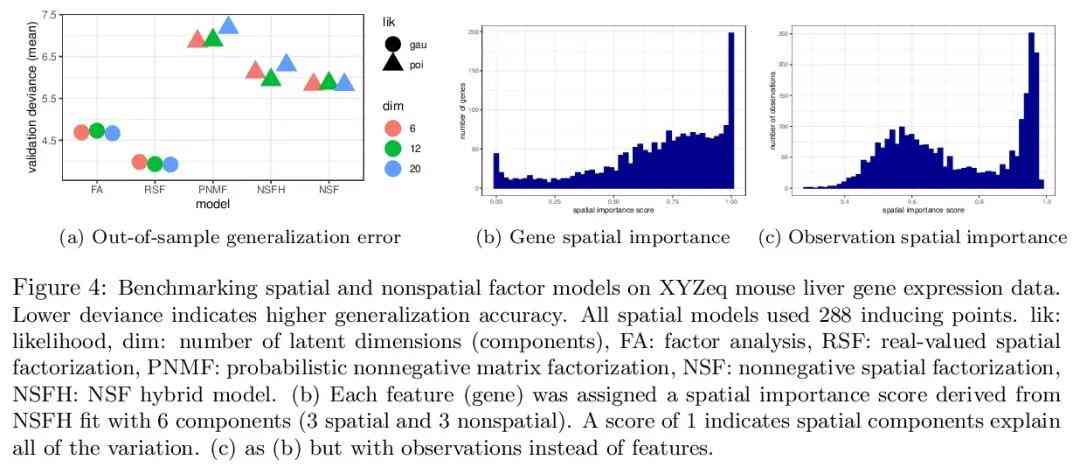 7.5
6.5
5.5
4.5
validation deviance (mean)
FA RSF PNMF NSFH NSF
model
lik
gau
poi
dim
6
12
20
200
150
100
50
0
number of genes
0.00 0.25 0.50 0.75 1.00
spatial importance score
number of observations
0.4 0.6 0.8 1.0
spatial importance score
(a) Out-of-sample generalization error
(b) Gene spatial importance
(c) Observation spatial importance
Figure 4: Benchmarking spatial and nonspatial factor models on XYZeq mouse liver gene expression data.
Lower deviance indicates higher generalization accuracy. All spatial models used 288 inducing points. lik:
likelihood, dim: number of latent dimensions (components), FA: factor analysis, RSF: real-valued spatial
factorization, PNMF: probabilistic nonnegative matrix factorization, NSF: nonnegative spatial factorization,
NSFH: NSF hybrid model. (b) Each feature (gene) was assigned a spatial importance score derived from
NSFH fit with 6 components (3 spatial and 3 nonspatial). A score of 1 indicates spatial components explain
all of the variation. (c) as (b) but with observations instead of features.